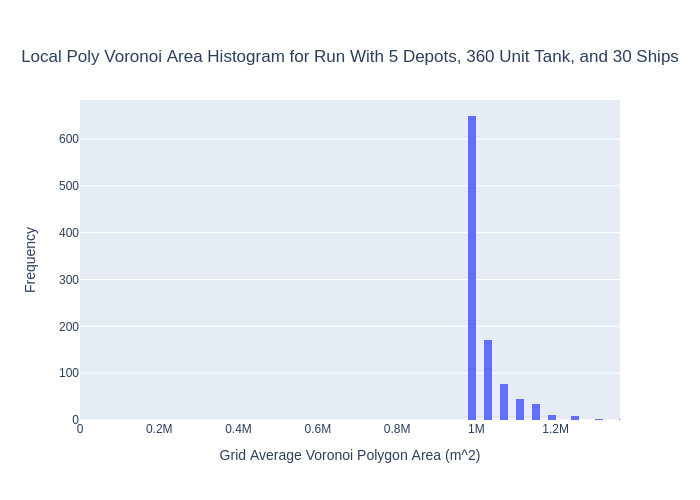 Local Poly Voronoi Area Histogram for Run With 5 Depots, 360 Unit Tank, and 30 Ships
Frequency
600
500
400
300
200
100
0
0 0.2M 0.4M 0.6M 0.8M 1M 1.2M
Grid Average Voronoi Polygon Area (m^2)